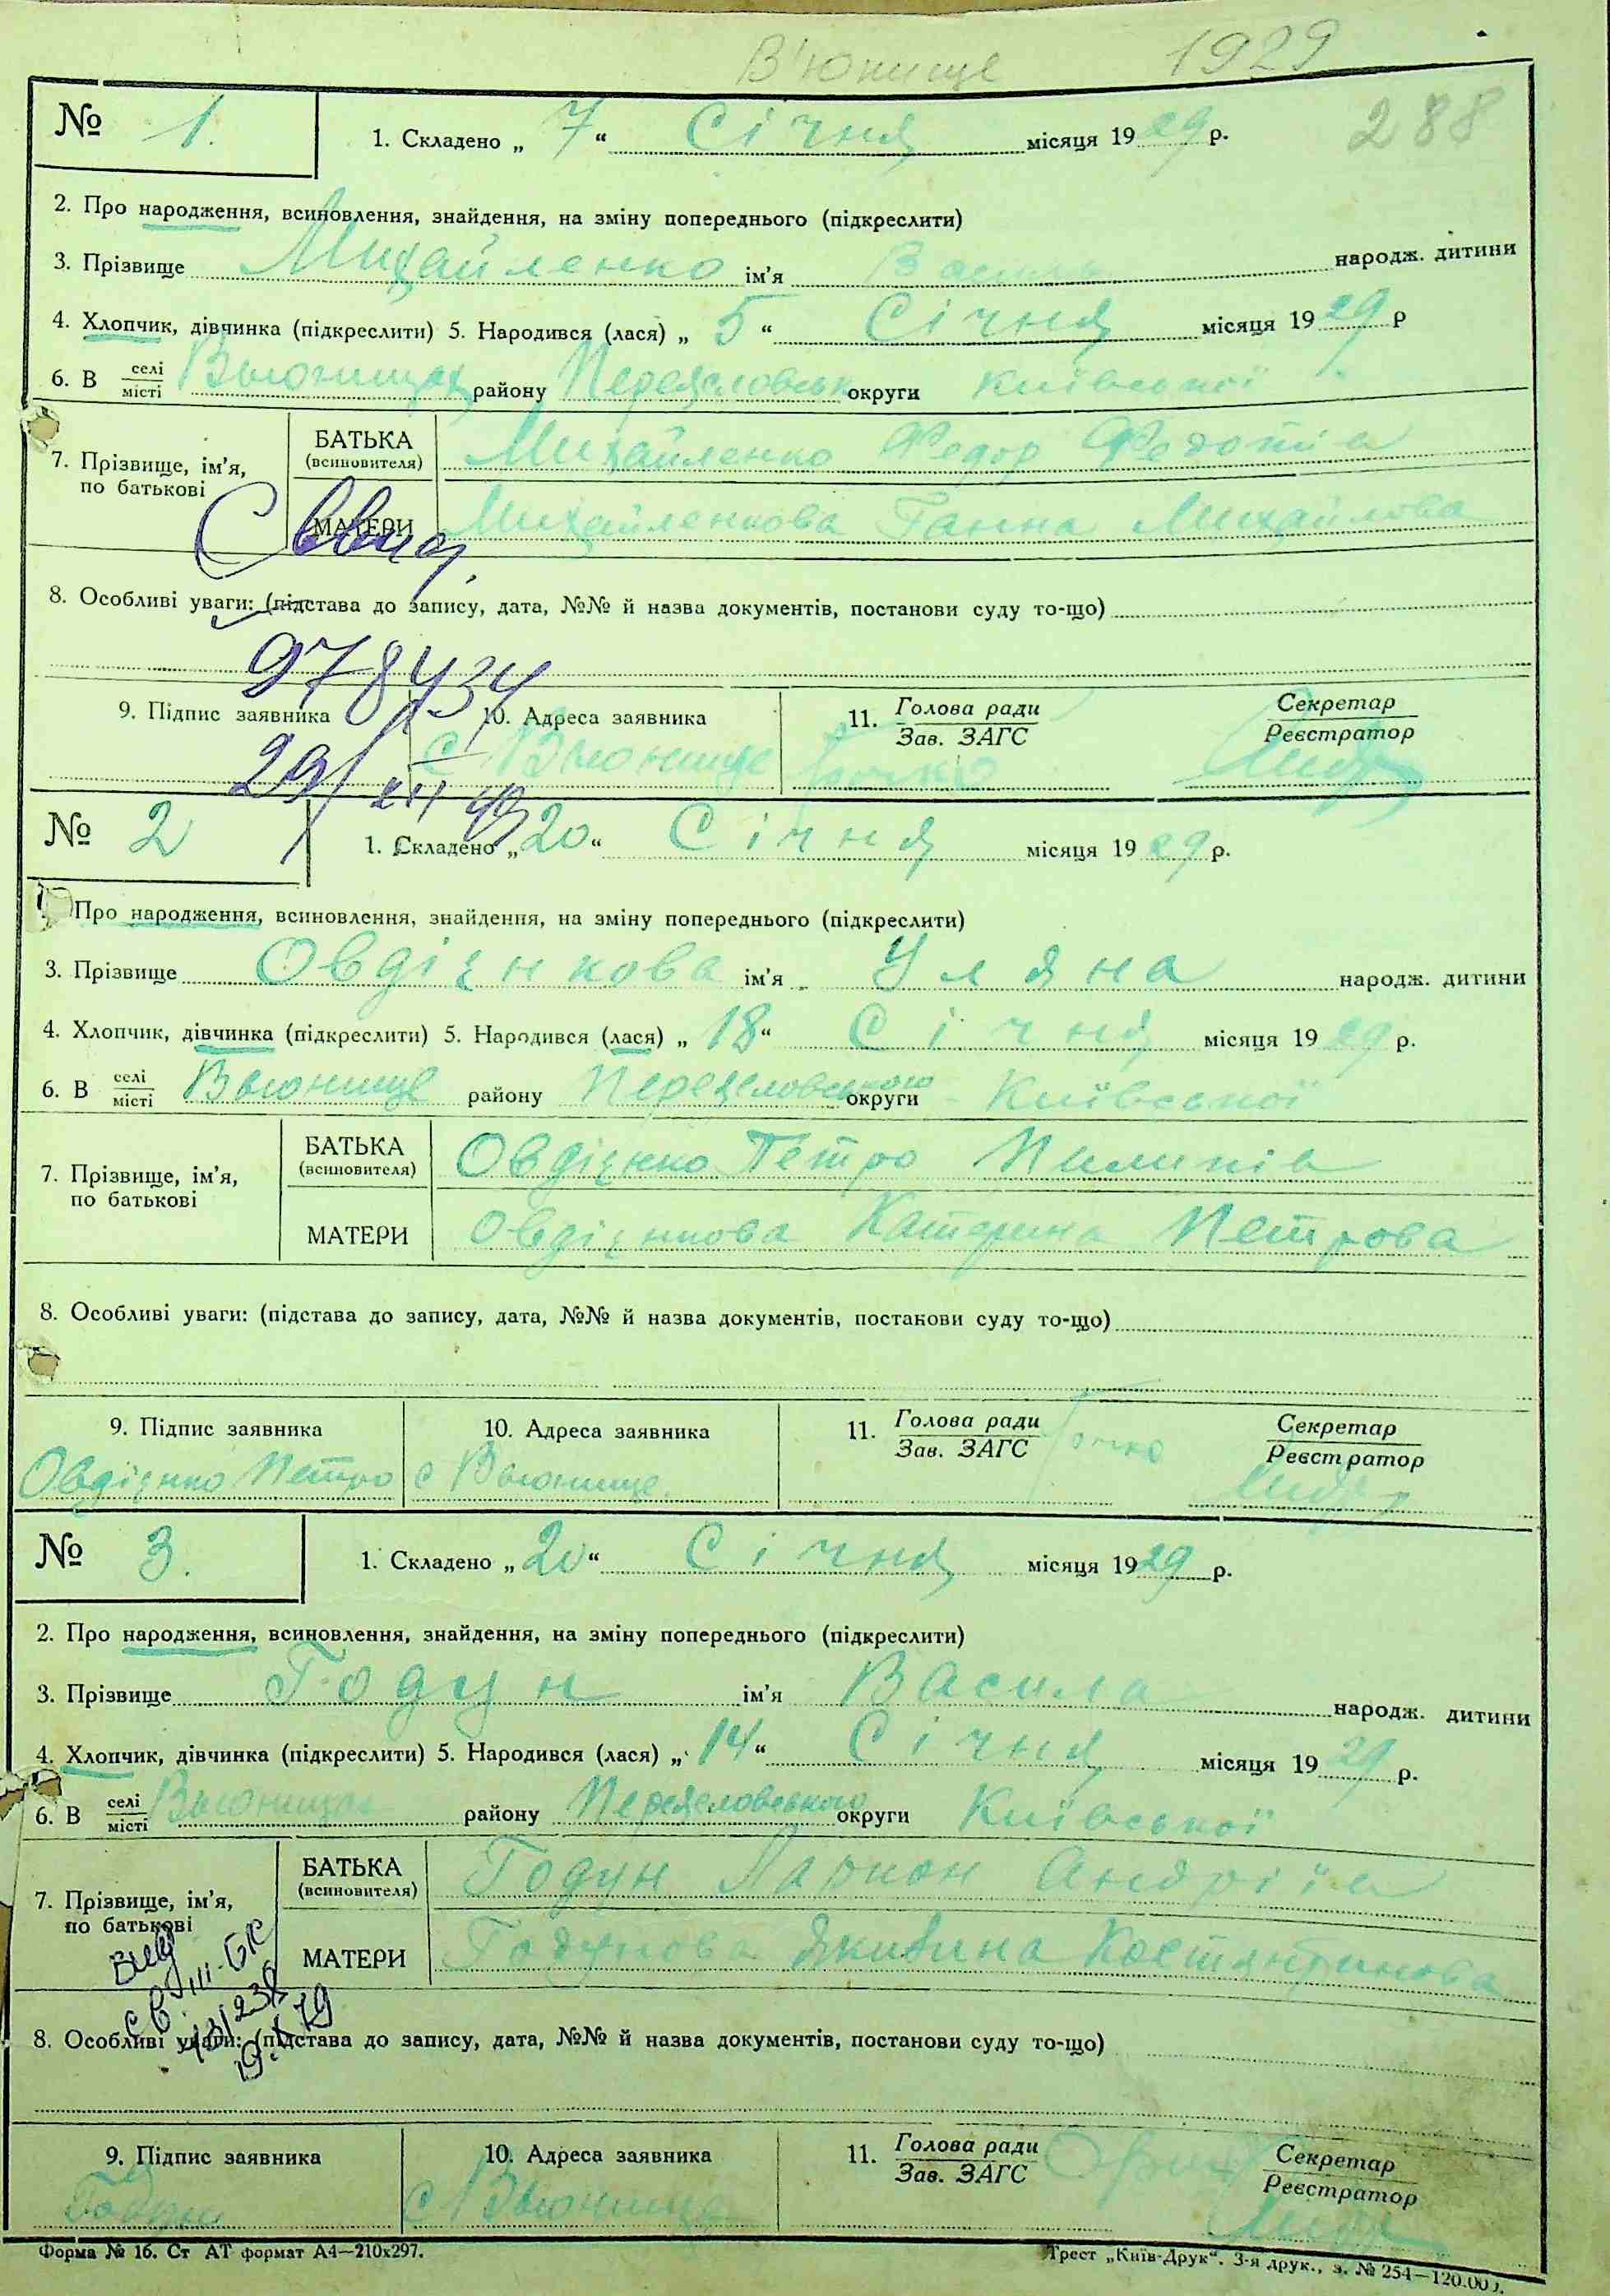 В'юнище 1929
288
№ 1.
1. Складено „ 7 “ Січня місяця 1929 р.
2. Про народження, всиновлення, знайдення, на зміну попереднього (підкреслити)
3. Прізвище Михайленко ім'я Василь народж. дитини
4. Хлопчик, дівчинка (підкреслити) 5. Народився (лася) „ 5 “ Січня місяця 1929 р
6. В селі/місті Вьюнищах району Переяславськ округи Київської
7. Прізвище, ім'я, по батькові
БАТЬКА (всиновителя) Михайленко Федор Федотів
МАТЕРИ Михайленкова Ганна Михайлова
8. Особливі уваги: (підстава до запису, дата, №№ й назва документів, постанови суду то-що)
978434
9. Підпис заявника 10. Адреса заявника 11. Голова ради/Зав. ЗАГС Секретар/Реєстратор
С Вьюнище
№ 2
1. Складено „ 20 “ Січня місяця 1929 р.
Про народження, всиновлення, знайдення, на зміну попереднього (підкреслити)
3. Прізвище Овдієнкова ім'я Уляна народж. дитини
4. Хлопчик, дівчинка (підкреслити) 5. Народився (лася) „ 18 “ Січня місяця 1929 р.
6. В селі/місті Вьюнище району Переяславського округи Київської
7. Прізвище, ім'я, по батькові
БАТЬКА (всиновителя) Овдієнко Петро Пилипів
МАТЕРИ Овдієнкова Катерина Петрова
8. Особливі уваги: (підстава до запису, дата, №№ й назва документів, постанови суду то-що)
9. Підпис заявника 10. Адреса заявника 11. Голова ради/Зав. ЗАГС Секретар/Реєстратор
Овдієнко Петро с Вьюнище
№ 3.
1. Складено „ 20 “ Січня місяця 1929 р.
2. Про народження, всиновлення, знайдення, на зміну попереднього (підкреслити)
3. Прізвище Годун ім'я Васила народж. дитини
4. Хлопчик, дівчинка (підкреслити) 5. Народився (лася) „ 14 “ Січня місяця 1929 р.
6. В селі/місті Вьюнищах району Переяславського округи Київської
7. Прізвище, ім'я, по батькові
БАТЬКА (всиновителя) Годун Ларион Андріїв
МАТЕРИ Годунова Якивина Костянтинова
8. Особливі уваги: (підстава до запису, дата, №№ й назва документів, постанови суду то-що)
9. Підпис заявника 10. Адреса заявника 11. Голова ради/Зав. ЗАГС Секретар/Реєстратор
Годун с Вьюнище
Форма № 16. Ст АТ формат А4—210х297.
Трест „Київ-Друк“. 3-я друк., з. № 254—120.00